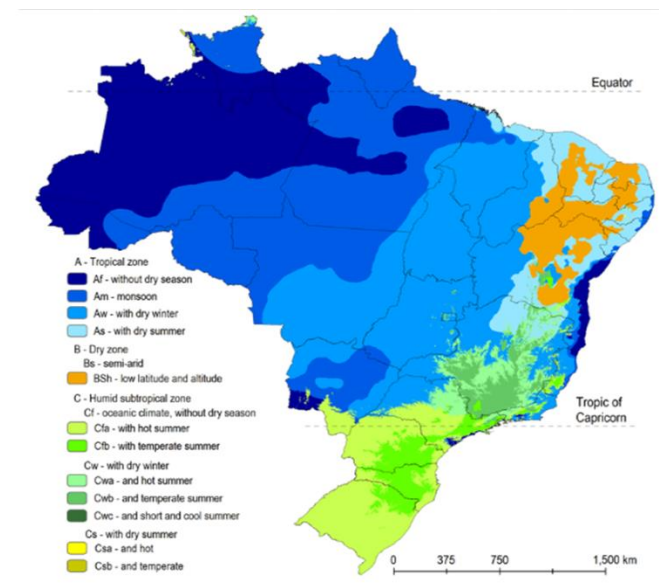 Equator
A - Tropical zone
Af - without dry season
Am - monsoon
Aw - with dry winter
As - with dry summer
B - Dry zone
Bs - semi-arid
BSh - low latitude and altitude
C - Humid subtropical zone
Cf - oceanic climate, without dry season
Cfa - with hot summer
Cfb - with temperate summer
Cw - with dry winter
Cwa - and hot summer
Cwb - and temperate summer
Cwc - and short and cool summer
Cs - with dry summer
Csa - and hot
Csb - and temperate
Tropic of
Capricorn
0 375 750 1,500 km